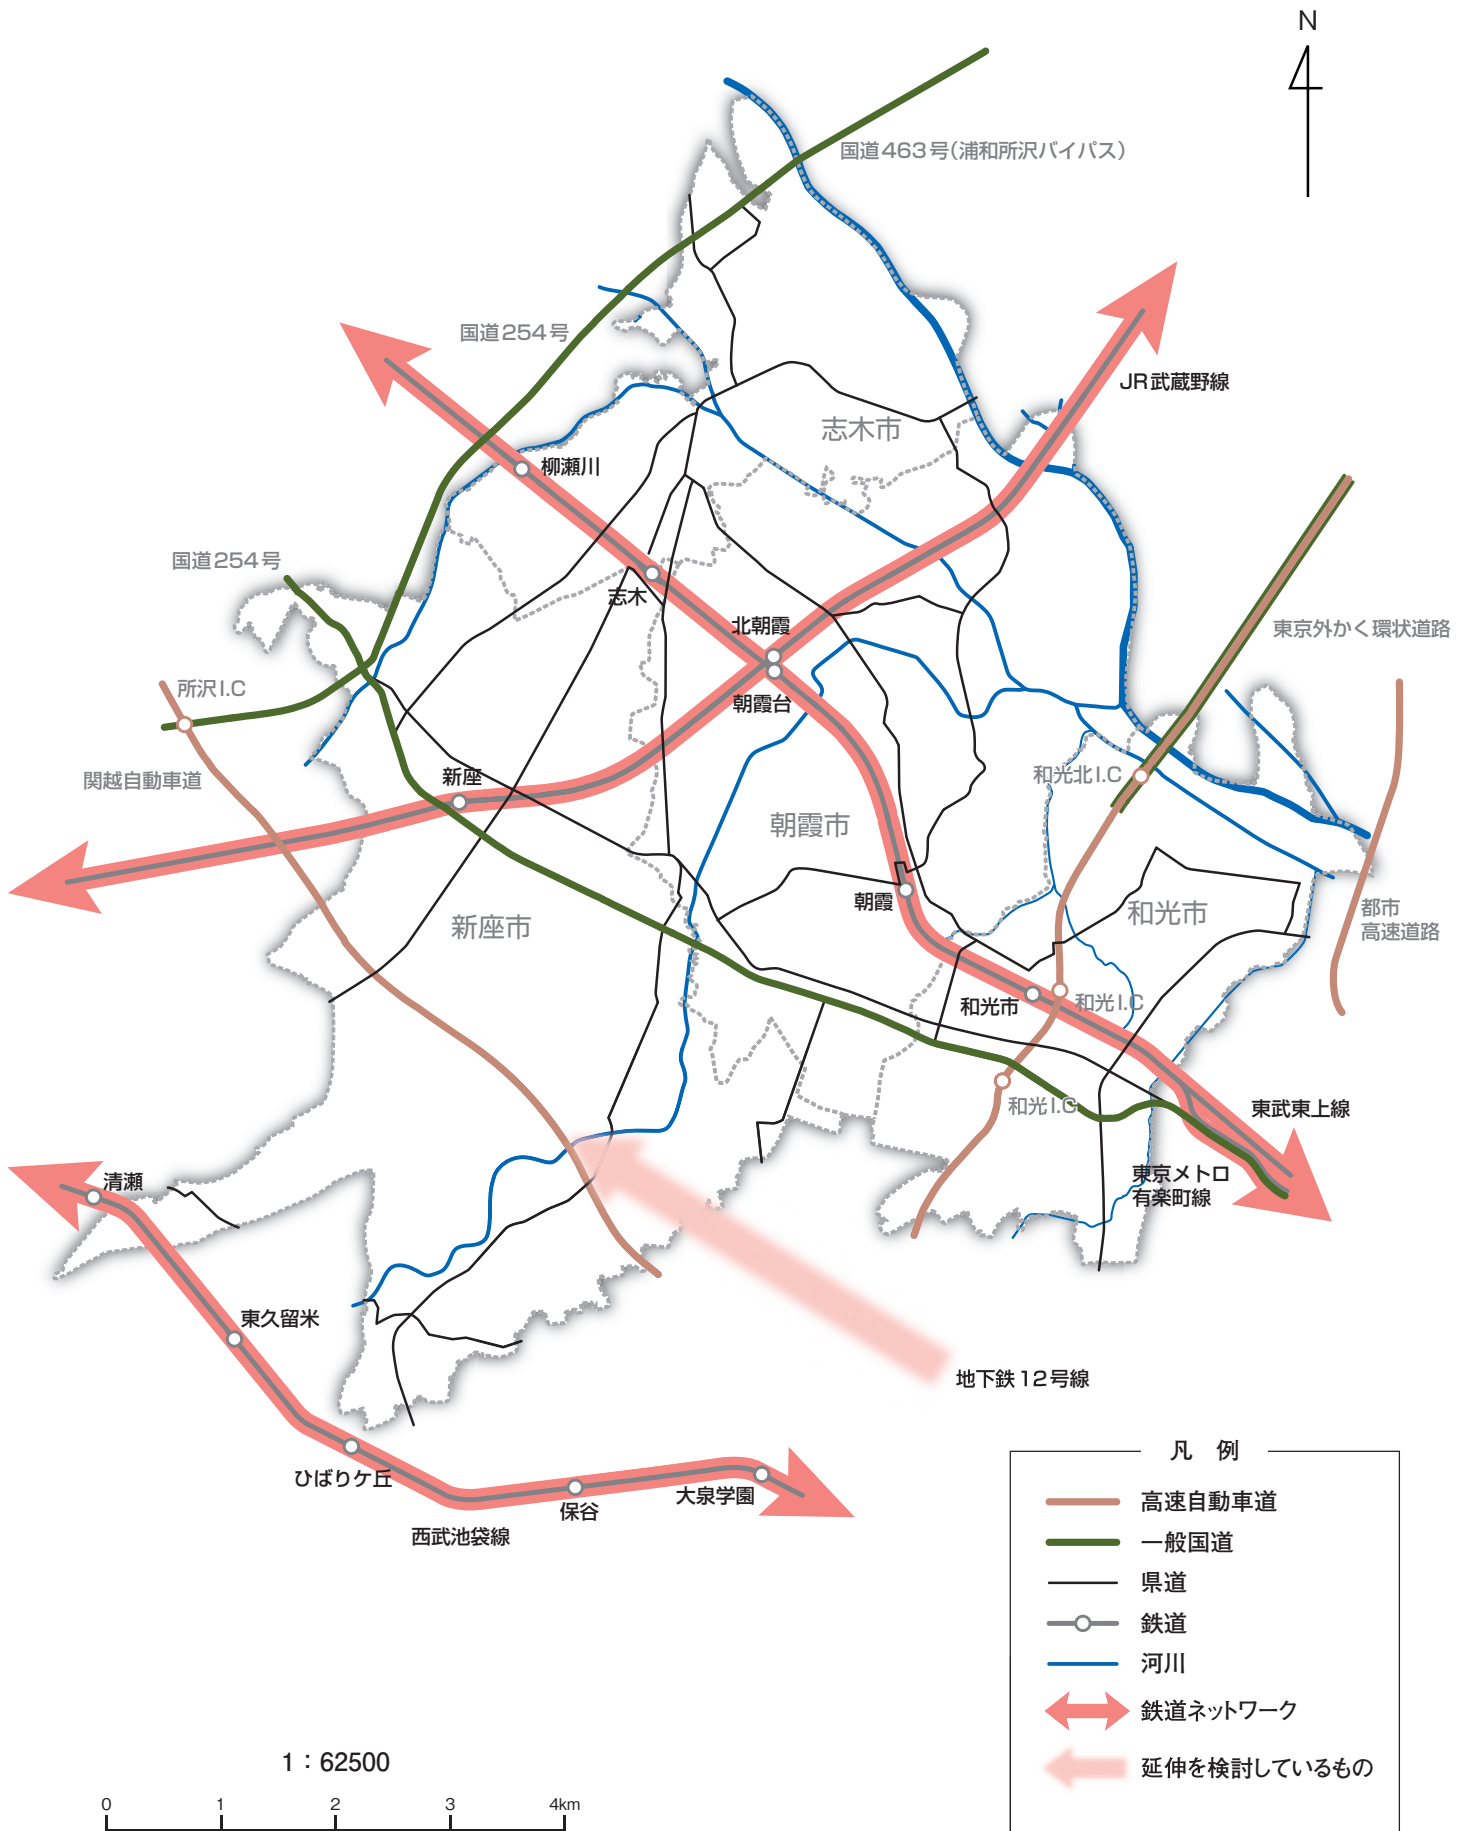 N
国道463号(浦和所沢バイパス)
国道254号
JR武蔵野線
志木市
柳瀬川
国道254号
志木
北朝霞
東京外かく環状道路
所沢I.C
朝霞台
和光北I.C
関越自動車道
新座
朝霞市
朝霞
和光市
都市
高速道路
新座市
和光市
和光I.C
和光I.C
東武東上線
東京メトロ
有楽町線
清瀬
東久留米
地下鉄12号線
ひばりケ丘
大泉学園
保谷
西武池袋線
凡 例
高速自動車道
一般国道
県道
鉄道
河川
鉄道ネットワーク
延伸を検討しているもの
1:62500
0 1 2 3 4km